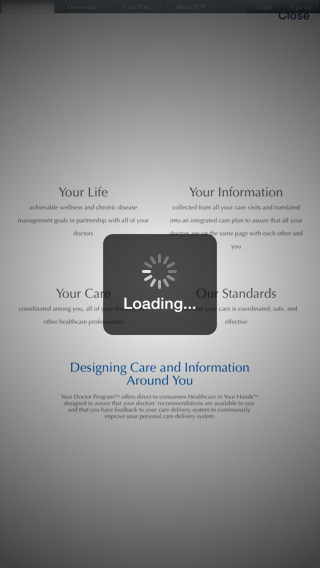 Ownership Care Plan About YDP Login Sign Up
Close
Your Life
achievable wellness and chronic disease
management goals in partnership with all of your
doctors
Your Information
collected from all your care visits and translated
into an integrated care plan to assure that all your
doctors are on the same page with each other and
you
Loading...
Your Care
coordinated among you, all of your
other healthcare professionals
Our Standards
your care is coordinated, safe, and
effective
Designing Care and Information
Around You
Your Doctor Program™ offers direct to consumers Healthcare in Your Hands™
designed to assure that your doctors' recommendations are available to you
and that you have feedback to your care delivery system to continuously
improve your personal care delivery system.